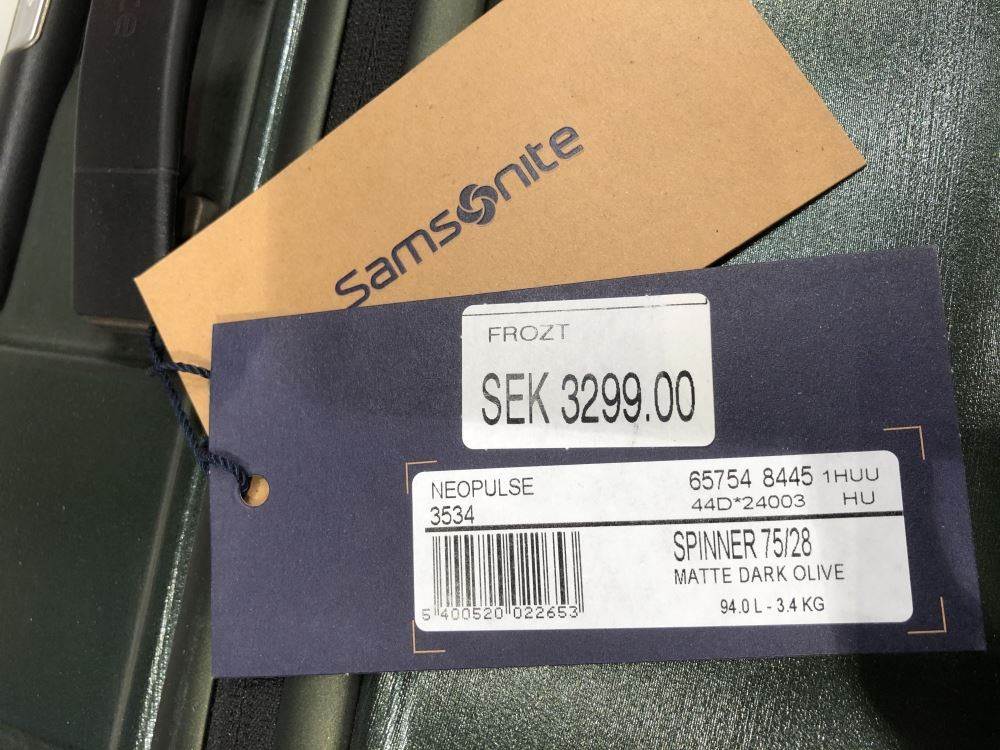 samsonite
FROZT
SEK 3299.00
NEOPULSE
3534
65754 8445 1HUU
44D*24003 HU
SPINNER 75/28
MATTE DARK OLIVE
94.0 L - 3.4 KG
5 400520 022653